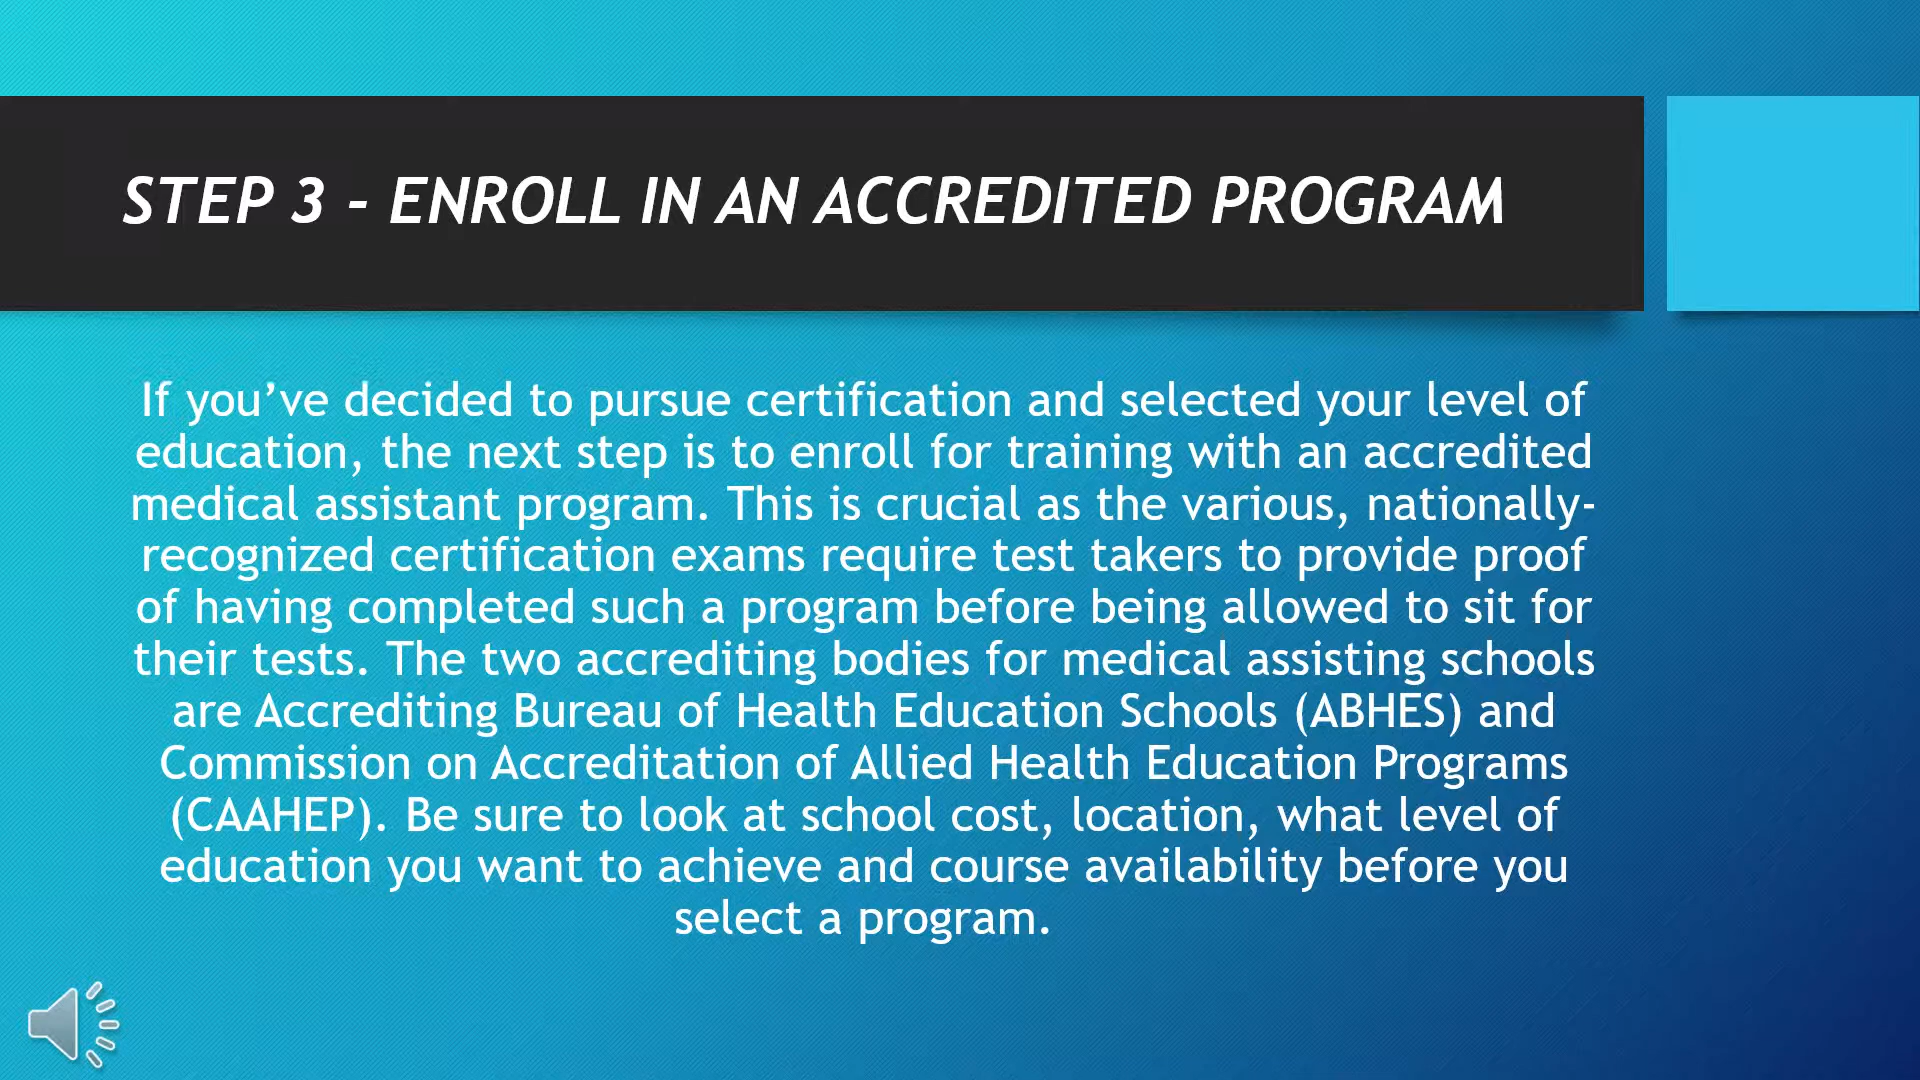 STEP 3 - ENROLL IN AN ACCREDITED PROGRAM
If you’ve decided to pursue certification and selected your level of
education, the next step is to enroll for training with an accredited
medical assistant program. This is crucial as the various, nationally-
recognized certification exams require test takers to provide proof
of having completed such a program before being allowed to sit for
their tests. The two accrediting bodies for medical assisting schools
are Accrediting Bureau of Health Education Schools (ABHES) and
Commission on Accreditation of Allied Health Education Programs
(CAAHEP). Be sure to look at school cost, location, what level of
education you want to achieve and course availability before you
select a program.